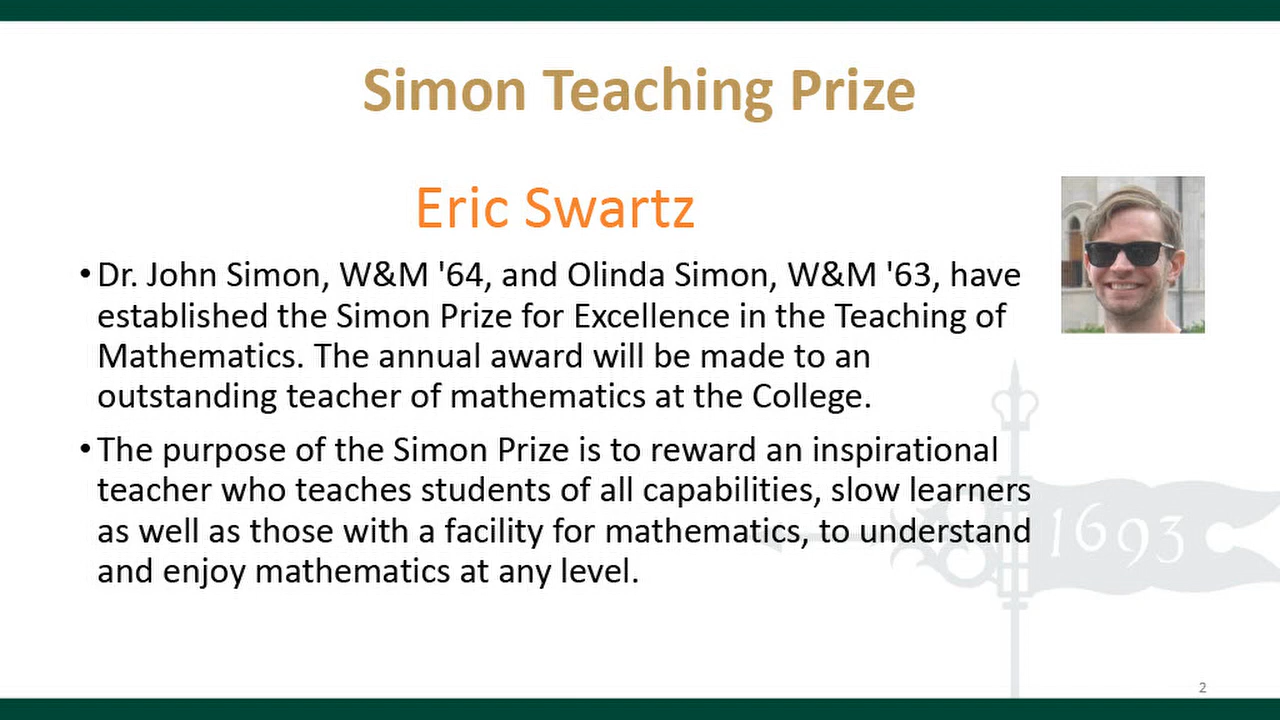 Simon Teaching Prize
Eric Swartz
•Dr. John Simon, W&M '64, and Olinda Simon, W&M '63, have
established the Simon Prize for Excellence in the Teaching of
Mathematics. The annual award will be made to an
outstanding teacher of mathematics at the College.
•The purpose of the Simon Prize is to reward an inspirational
teacher who teaches students of all capabilities, slow learners
as well as those with a facility for mathematics, to understand
and enjoy mathematics at any level.
1693
2